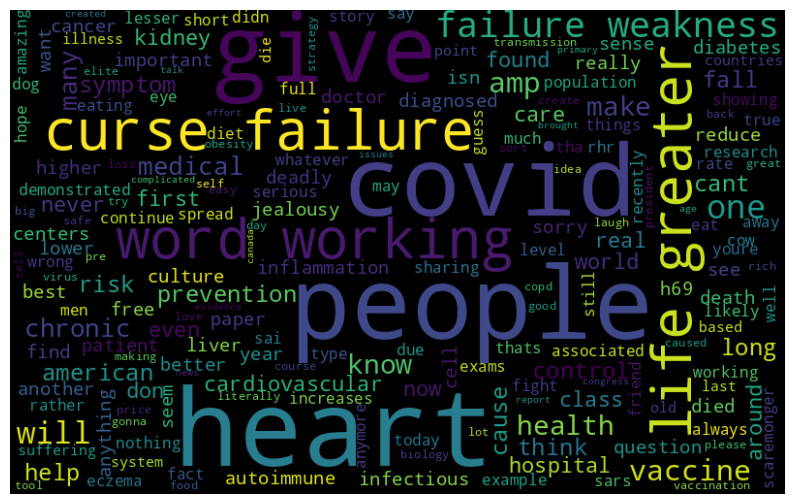 created
lesser short didn story say
cancer
illness
amazing
want
kidney
many
important
symptom
dog
eye
eating
hope
die
give
full
doctor
point
strategy
elite
talk
isn
diagnosed
failure weakness
transmission
primary
found
sense
really
diabetes
countries
amp
population
fall
showing
curse failure
diet
effort
live
obesity
guess
care
much
make
things
back
true
brought
create
reduce
higher
loss
medical
whatever
deadly
issues
sort
tha
rhr
rate
research
demonstrated
complicated
self
serious
may
covid
idea
great
recently
president
life greater
cant
first
easy
try
never
continue
spread
jealousy
laugh
one
age
big
safe
day
canada
word working
sorry
real
eat
away
centers
lower
tell
virus
wrong
pre
culture
inflammation
level
cow
youre
rich
sharing
world
see
best
risk
men
prevention
people
copd
good
still
h69
death
likely
well
based
evidence
love
free
paper
chronic
even
patient
liver
sai
find
making
year
type
due
thats
associated
long
caused
american
better
know
cell
exams
control
working
another
don
cardiovascular
now
literally
increases
fight
friend
last
rather
seem
gonna
price
news
course
anymore
cause
class
old
died
around
scaremonger
congress
report
will
anything
nothing
heart
today
biology
health
always
please
suffering
system
lot
think
question
help
fact
autoimmune
infectious
example
hospital
vaccine
tool
eczema
food
sars
vaccination